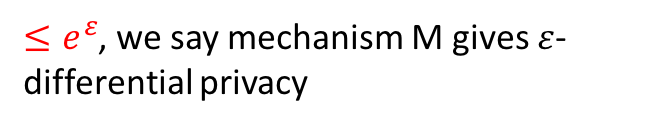 ≤ e^ε, we say mechanism M gives ε-
differential privacy